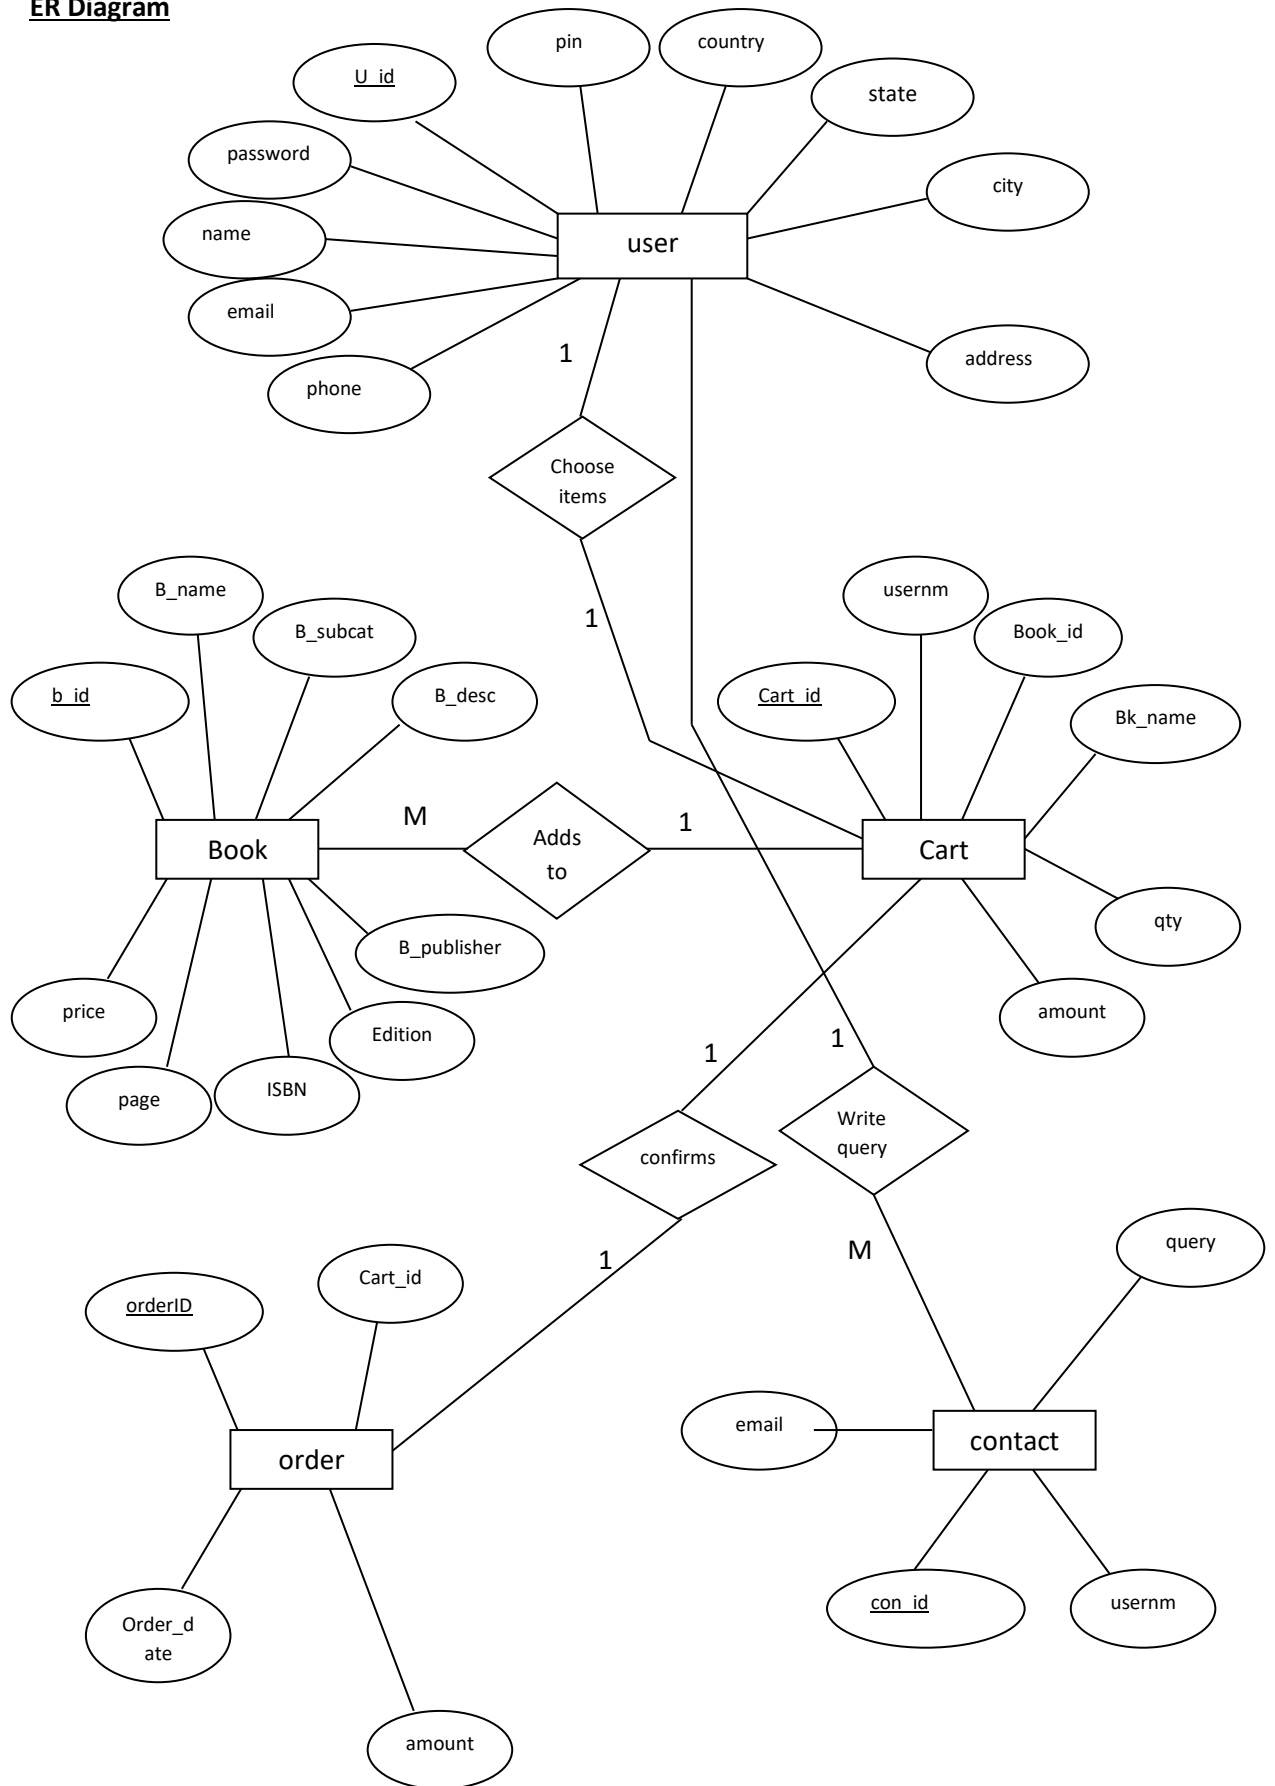 ER Diagram
pin
country
U_id
state
password
city
name
user
email
1
address
phone
Choose
items
B_name
usernm
1
B_subcat
Book_id
b_id
B_desc
Cart_id
Bk_name
M
1
Book
Adds
to
Cart
B_publisher
qty
price
Edition
amount
1
1
page
ISBN
Write
query
confirms
M
query
1
Cart_id
orderID
email
contact
order
con_id
usernm
Order_d
ate
amount